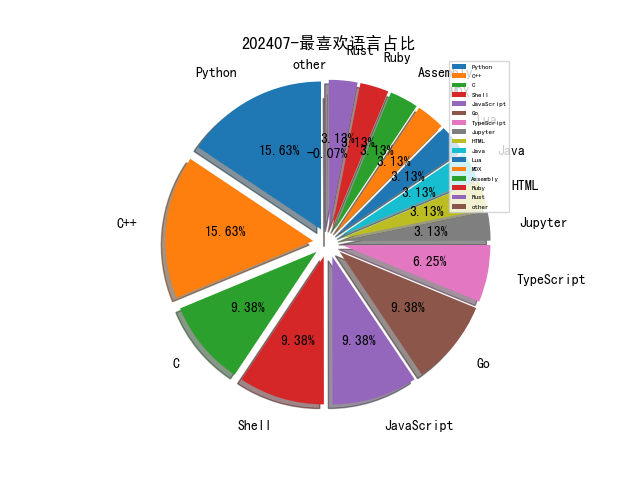 202407-最喜欢语言占比
other
Rust
Ruby
Python
C++
C
Shell
JavaScript
Go
TypeScript
Jupyter
HTML
Java
15.63%
15.63%
9.38%
9.38%
9.38%
9.38%
6.25%
3.13%
3.13%
3.13%
3.13%
3.13%
3.13%
3.13%
3.13%
-0.07%
Python
C++
C
Shell
JavaScript
Go
TypeScript
Jupyter
HTML
Java
Lua
MDX
Assembly
Ruby
Rust
other